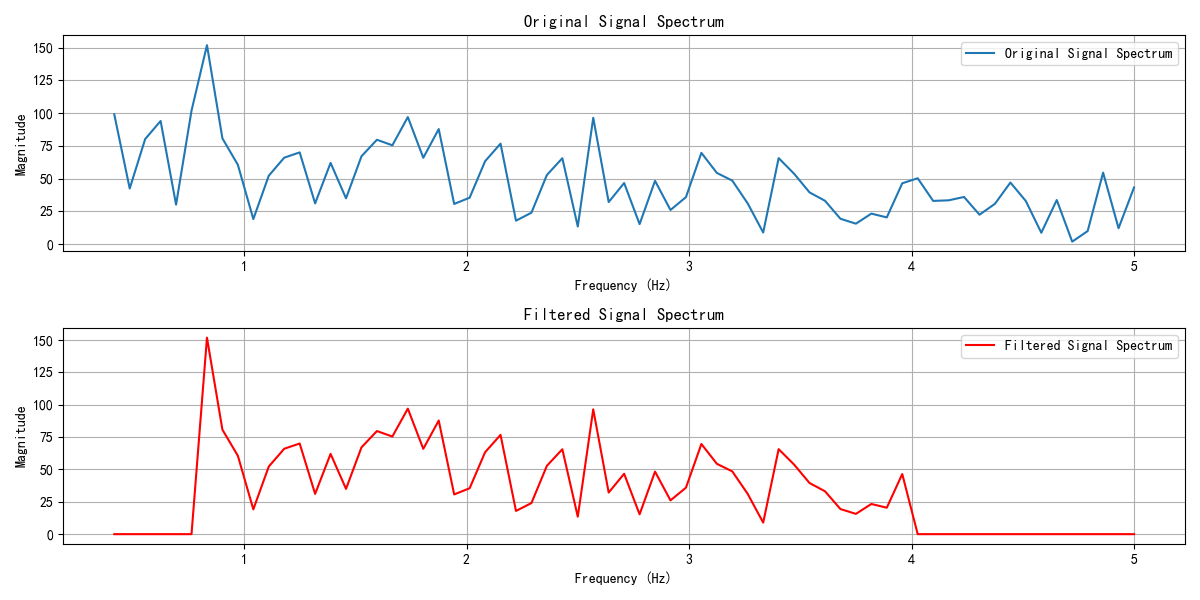 Original Signal Spectrum
Original Signal Spectrum
150
125
100
75
50
25
0
Magnitude
1 2 3 4 5
Frequency (Hz)
Filtered Signal Spectrum
Filtered Signal Spectrum
150
125
100
75
50
25
0
Magnitude
1 2 3 4 5
Frequency (Hz)